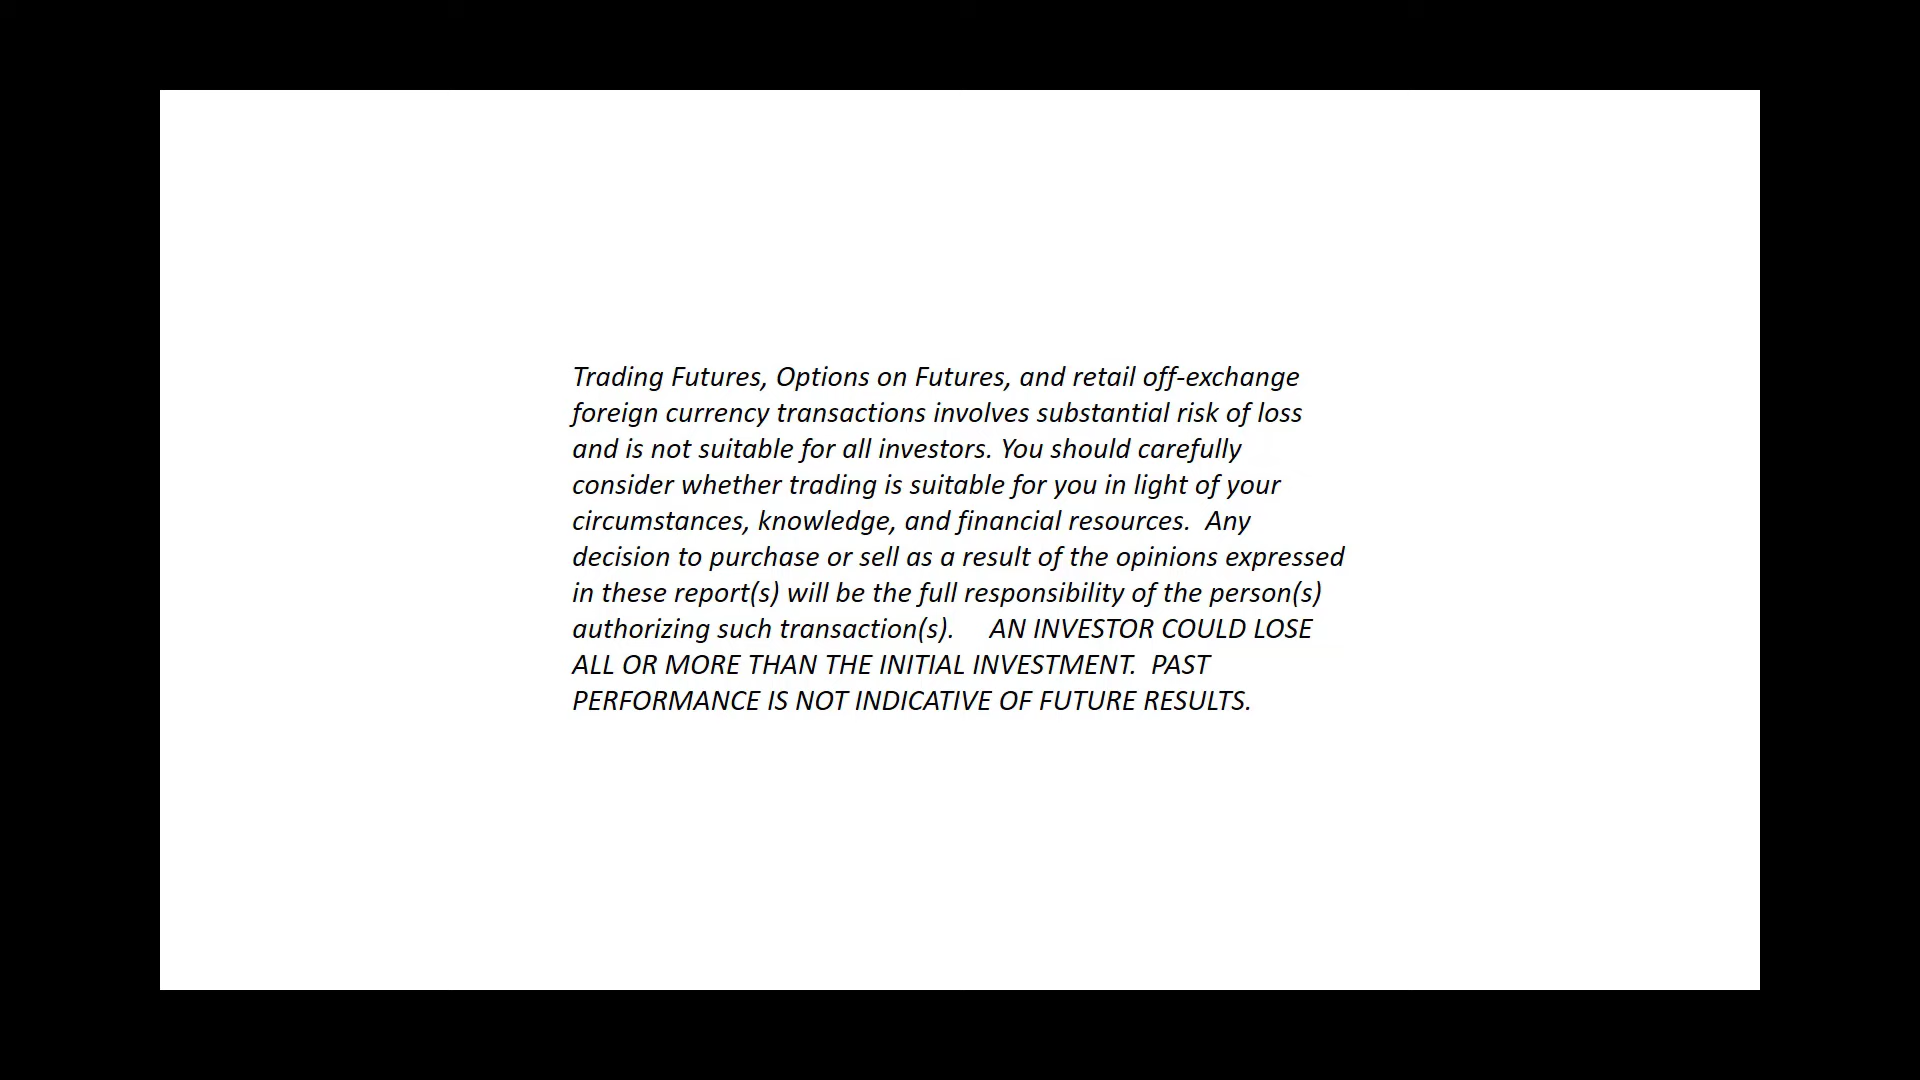 Trading Futures, Options on Futures, and retail off-exchange
foreign currency transactions involves substantial risk of loss
and is not suitable for all investors. You should carefully
consider whether trading is suitable for you in light of your
circumstances, knowledge, and financial resources.  Any
decision to purchase or sell as a result of the opinions expressed
in these report(s) will be the full responsibility of the person(s)
authorizing such transaction(s).     AN INVESTOR COULD LOSE
ALL OR MORE THAN THE INITIAL INVESTMENT.  PAST
PERFORMANCE IS NOT INDICATIVE OF FUTURE RESULTS.